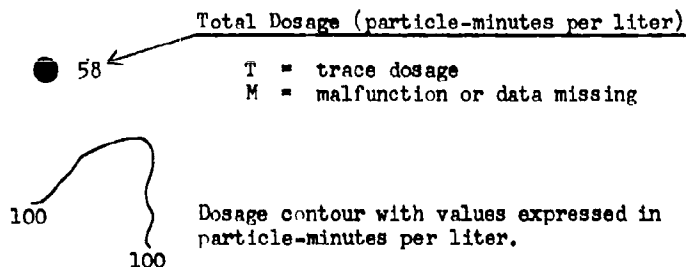 Total Dosage (particle-minutes per liter)
58
T = trace dosage
M = malfunction or data missing
100
Dosage contour with values expressed in
particle-minutes per liter.
100